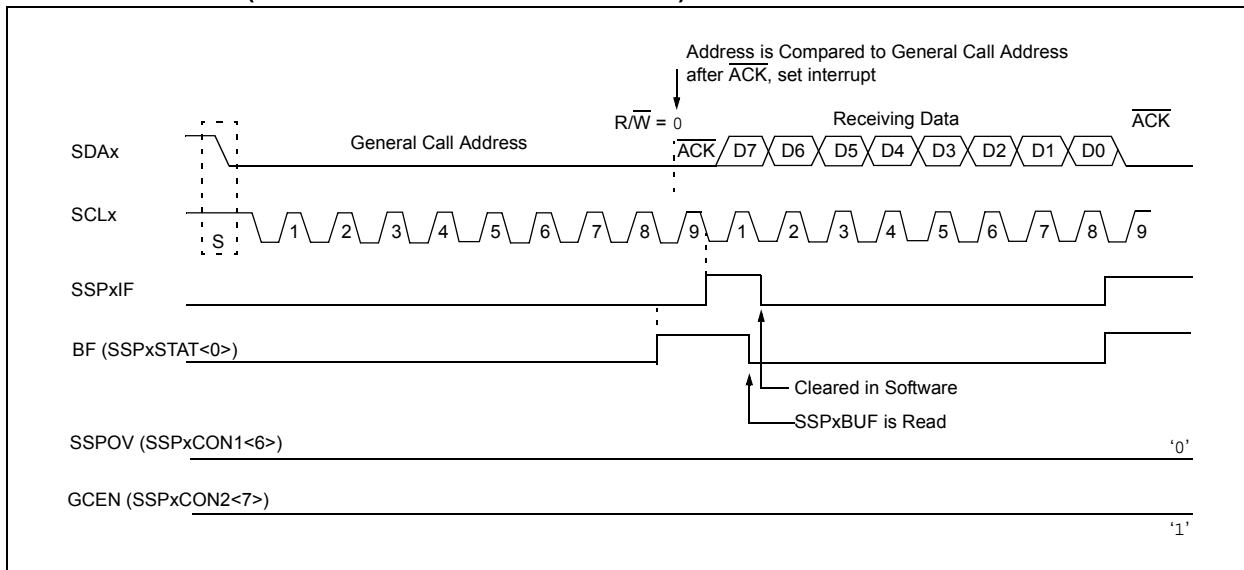 Address is Compared to General Call Address
after ACK, set interrupt
R/W = 0
Receiving Data
ACK
SDAx
General Call Address
ACK D7 D6 D5 D4 D3 D2 D1 D0
SCLx
S
1 2 3 4 5 6 7 8 9 1 2 3 4 5 6 7 8 9
SSPxIF
BF (SSPxSTAT<0>)
Cleared in Software
SSPxBUF is Read
SSPOV (SSPxCON1<6>)
‘0’
GCEN (SSPxCON2<7>)
‘1’